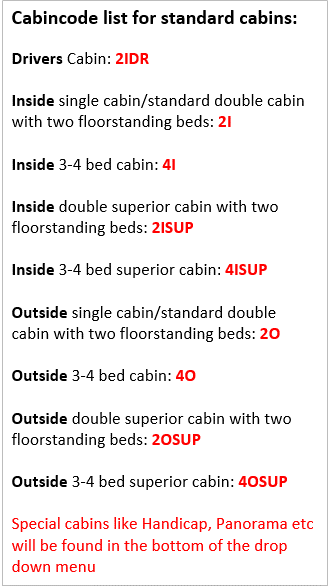 Cabincode list for standard cabins:
Drivers Cabin: 2IDR
Inside single cabin/standard double cabin
with two floorstanding beds: 2I
Inside 3-4 bed cabin: 4I
Inside double superior cabin with two
floorstanding beds: 2ISUP
Inside 3-4 bed superior cabin: 4ISUP
Outside single cabin/standard double
cabin with two floorstanding beds: 2O
Outside 3-4 bed cabin: 4O
Outside double superior cabin with two
floorstanding beds: 2OSUP
Outside 3-4 bed superior cabin: 4OSUP
Special cabins like Handicap, Panorama etc
will be found in the bottom of the drop
down menu